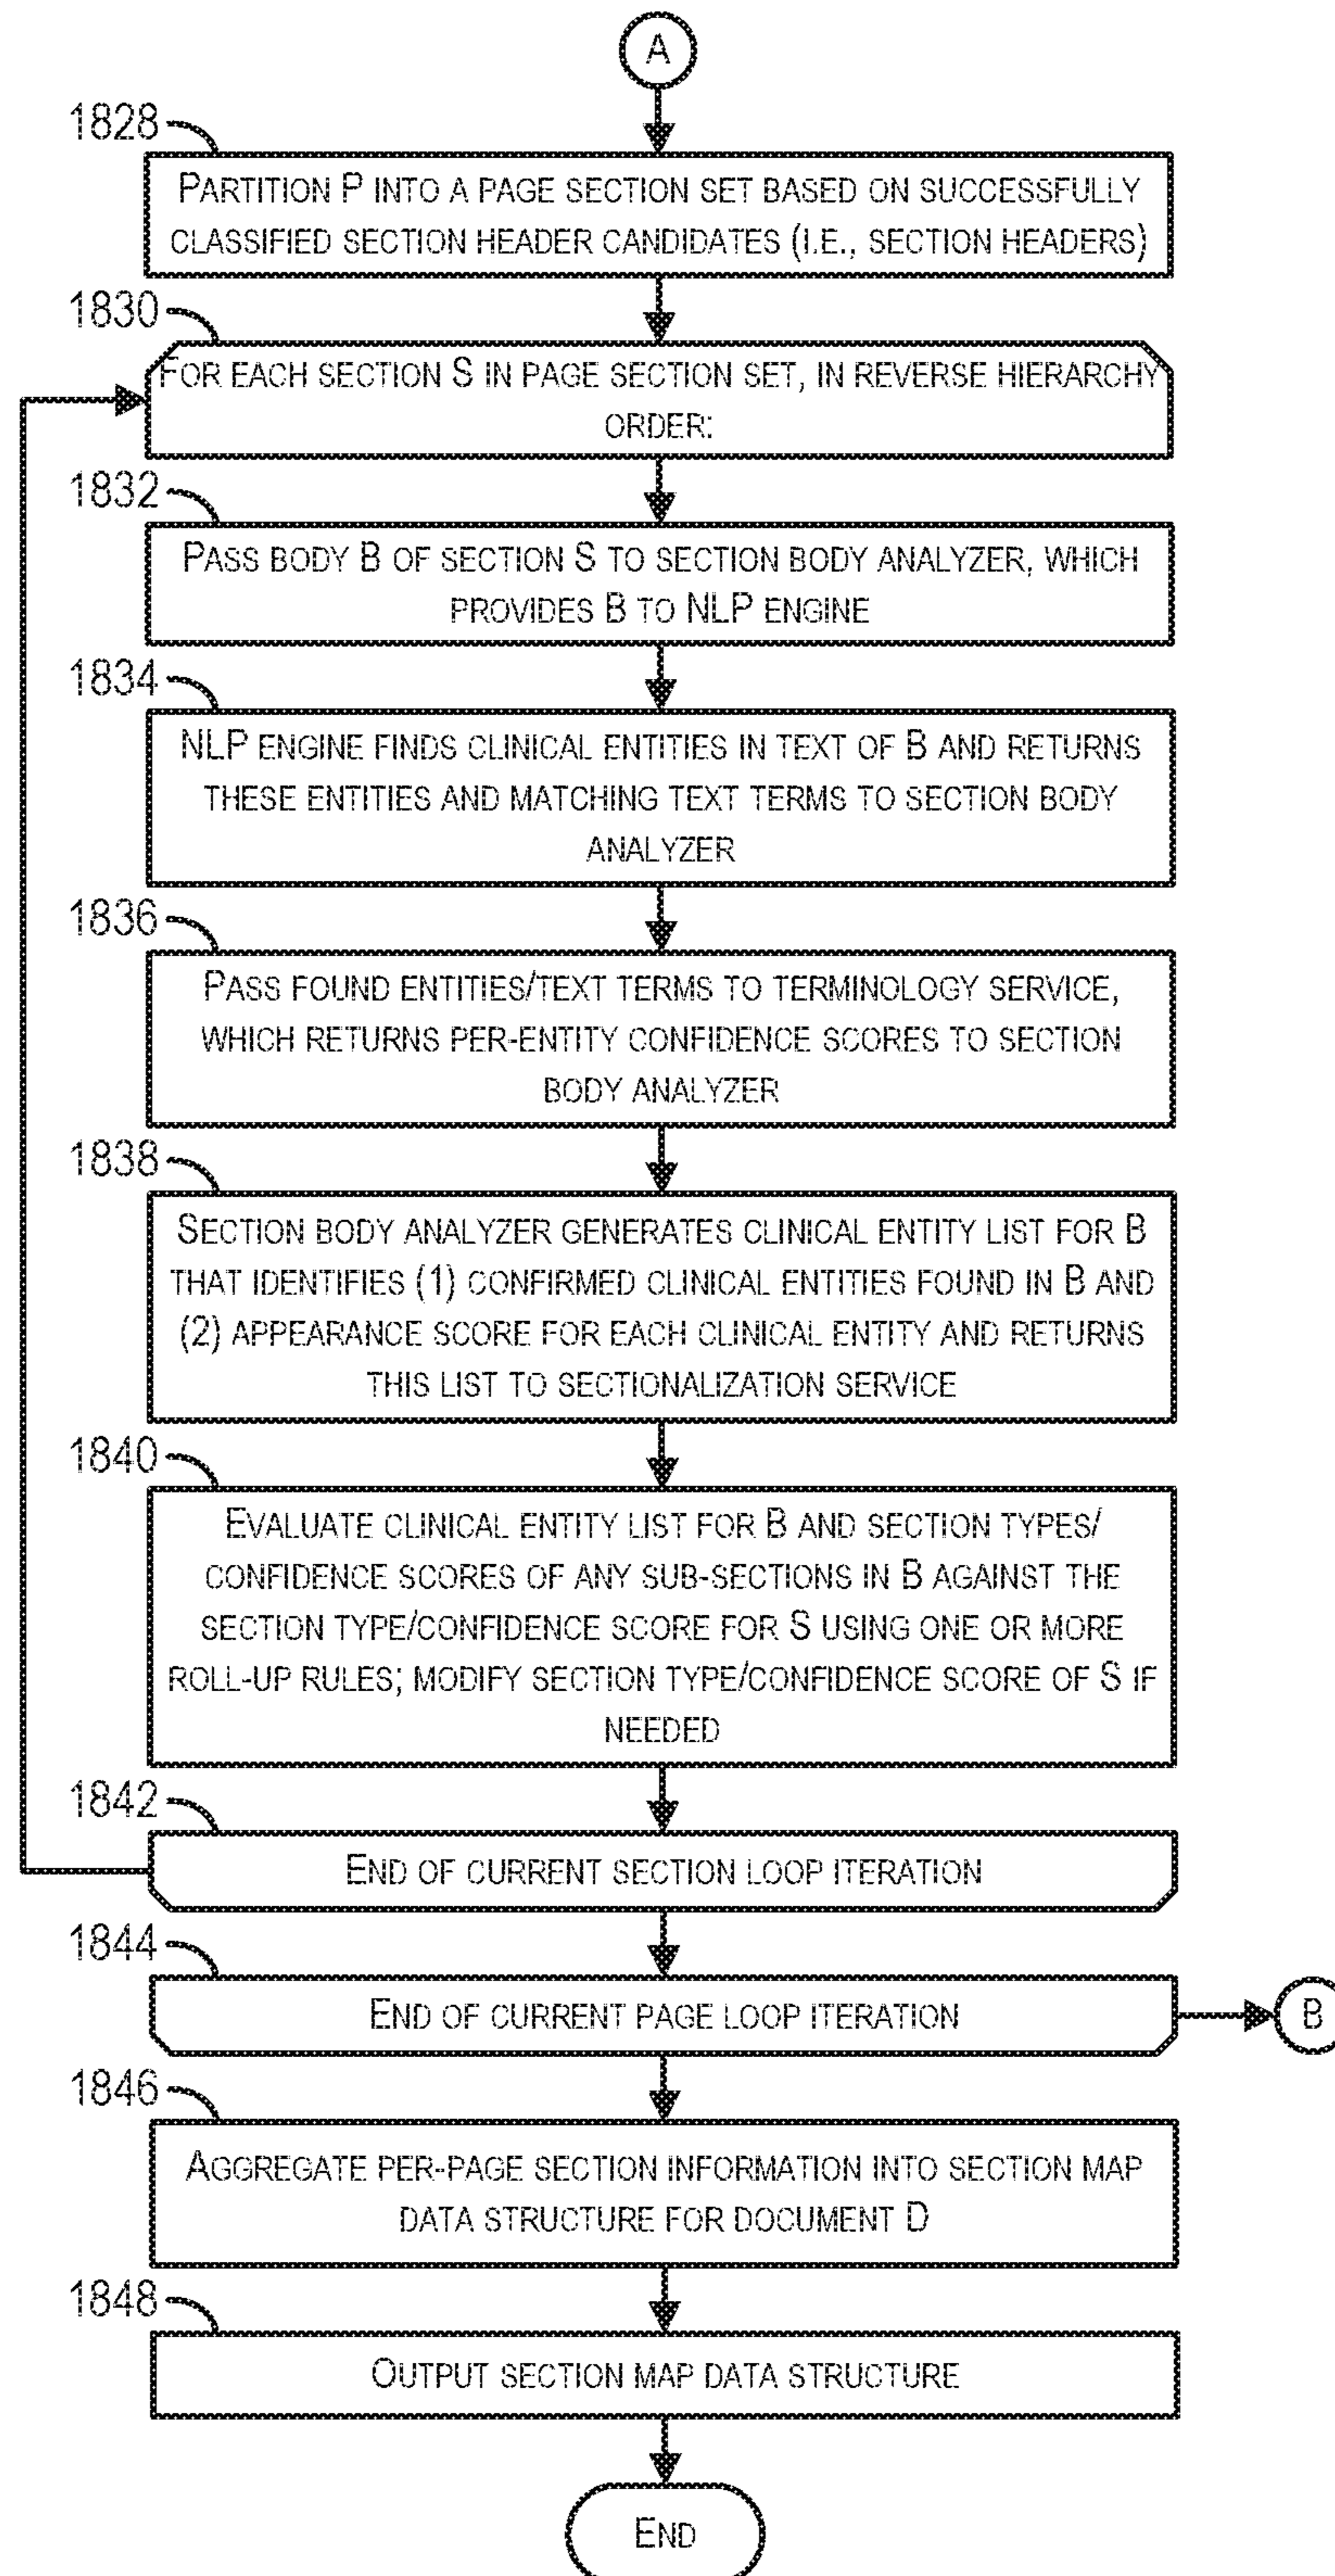 A
1828
PARTITION P INTO A PAGE SECTION SET BASED ON SUCCESSFULLY
CLASSIFIED SECTION HEADER CANDIDATES (I.E., SECTION HEADERS)
1830
FOR EACH SECTION S IN PAGE SECTION SET, IN REVERSE HIERARCHY
ORDER:
1832
PASS BODY B OF SECTION S TO SECTION BODY ANALYZER, WHICH
PROVIDES B TO NLP ENGINE
1834
NLP ENGINE FINDS CLINICAL ENTITIES IN TEXT OF B AND RETURNS
THESE ENTITIES AND MATCHING TEXT TERMS TO SECTION BODY
ANALYZER
1836
PASS FOUND ENTITIES/TEXT TERMS TO TERMINOLOGY SERVICE,
WHICH RETURNS PER-ENTITY CONFIDENCE SCORES TO SECTION
BODY ANALYZER
1838
SECTION BODY ANALYZER GENERATES CLINICAL ENTITY LIST FOR B
THAT IDENTIFIES (1) CONFIRMED CLINICAL ENTITIES FOUND IN B AND
(2) APPEARANCE SCORE FOR EACH CLINICAL ENTITY AND RETURNS
THIS LIST TO SECTIONALIZATION SERVICE
1840
EVALUATE CLINICAL ENTITY LIST FOR B AND SECTION TYPES/
CONFIDENCE SCORES OF ANY SUB-SECTIONS IN B AGAINST THE
SECTION TYPE/CONFIDENCE SCORE FOR S USING ONE OR MORE
ROLL-UP RULES; MODIFY SECTION TYPE/CONFIDENCE SCORE OF S IF
NEEDED
1842
END OF CURRENT SECTION LOOP ITERATION
1844
END OF CURRENT PAGE LOOP ITERATION
B
1846
AGGREGATE PER-PAGE SECTION INFORMATION INTO SECTION MAP
DATA STRUCTURE FOR DOCUMENT D
1848
OUTPUT SECTION MAP DATA STRUCTURE
END